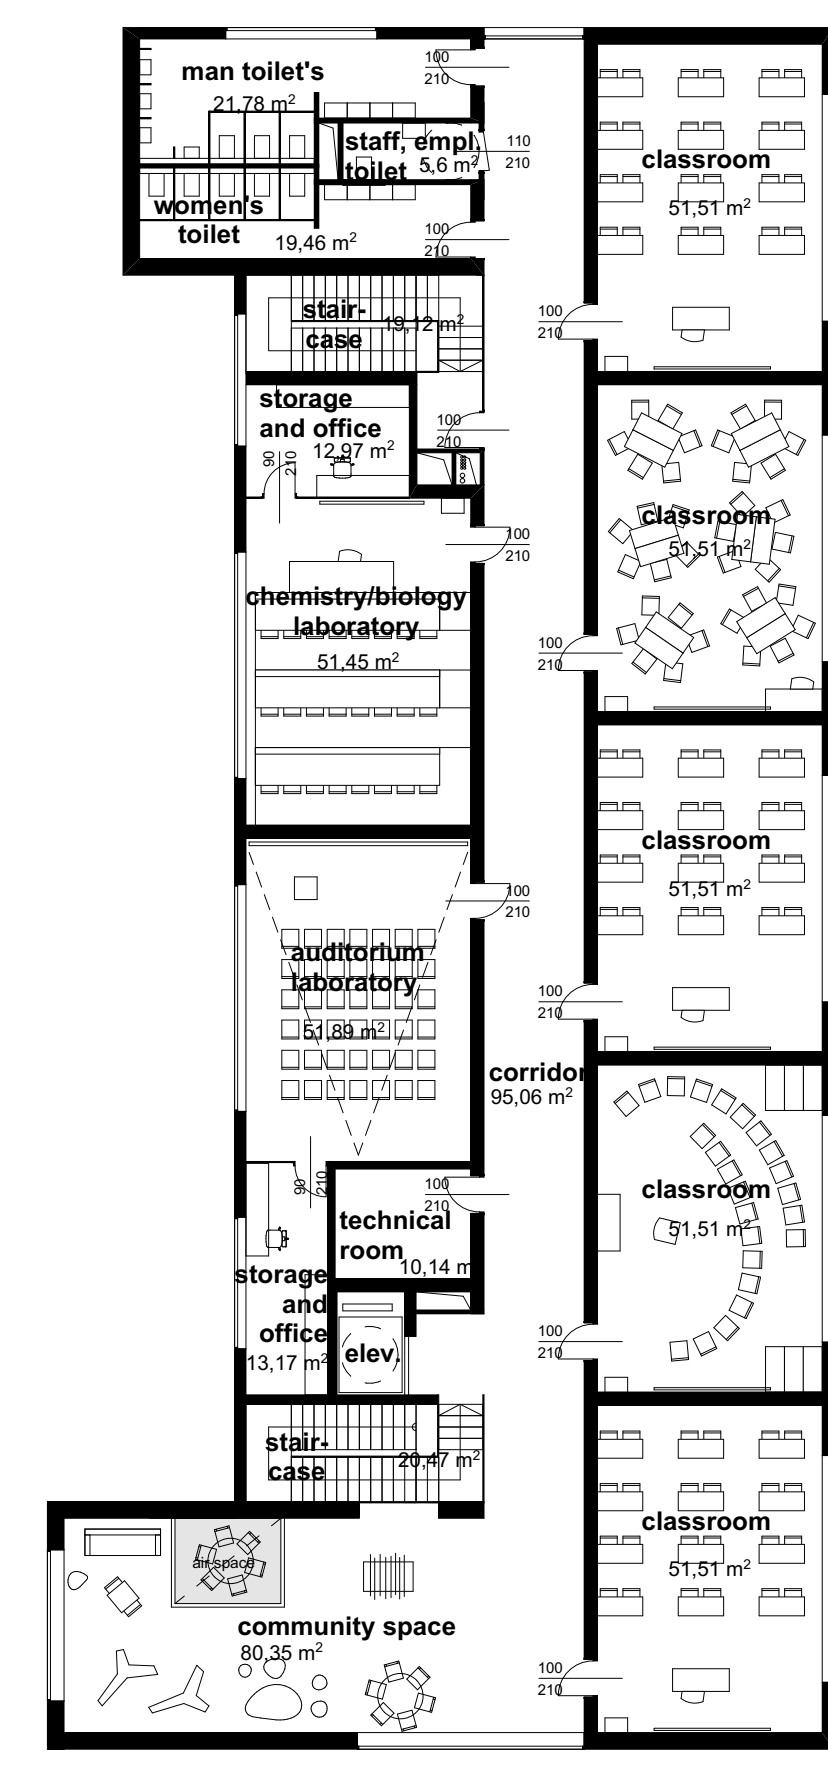 100
210
man toilet's
21,78 m²
110
210
staff, empl.
toilet
5,6 m²
classroom
51,51 m²
women's
toilet
19,46 m²
100
210
stair-
case
19,12 m²
100
210
storage
and office
12,97 m²
100
210
90
210
classroom
51,51 m²
100
210
chemistry/biology
laboratory
51,45 m²
100
210
classroom
51,51 m²
100
210
auditorium
laboratory
51,89 m²
100
210
corridor
95,06 m²
90
210
100
210
technical
room
10,14 m
classroom
51,51 m²
storage
and
office
13,17 m²
elev.
100
210
stair-
case
20,47 m²
classroom
51,51 m²
air space
community space
80,35 m²
100
210